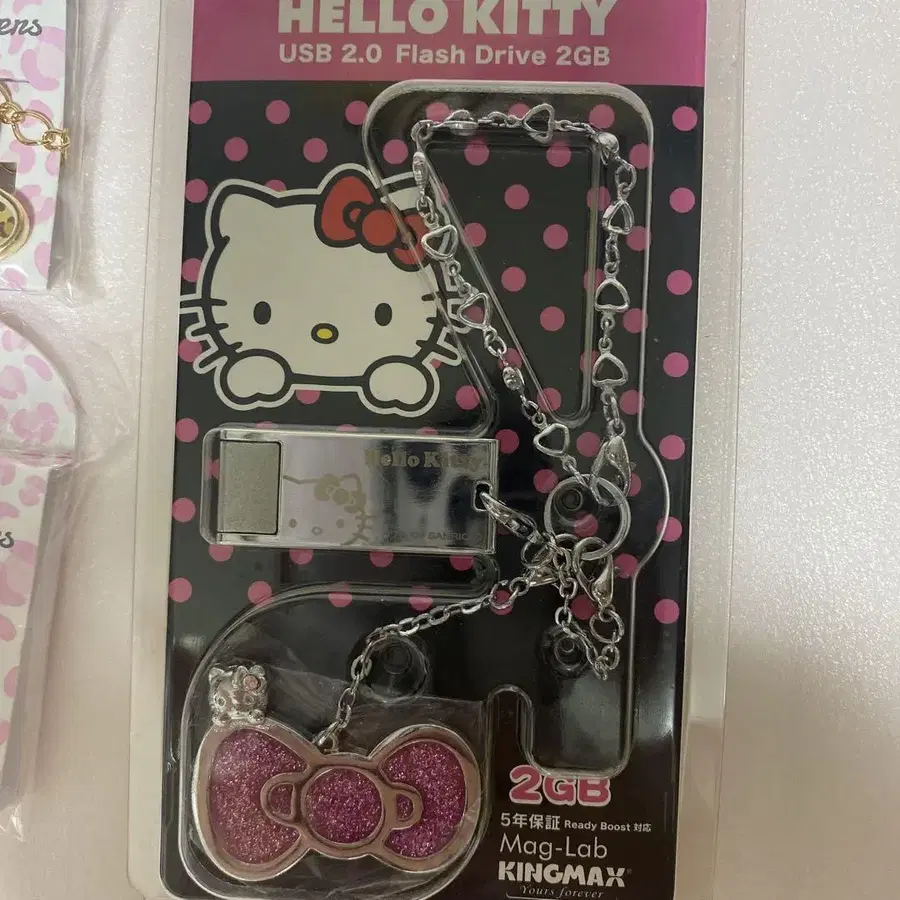 ers
HELLO KITTY
USB 2.0 Flash Drive 2GB
Hello Kitty
2GB
5年保証 Ready Boost 対応
Mag-Lab
KINGMAX®
Yours forever
s